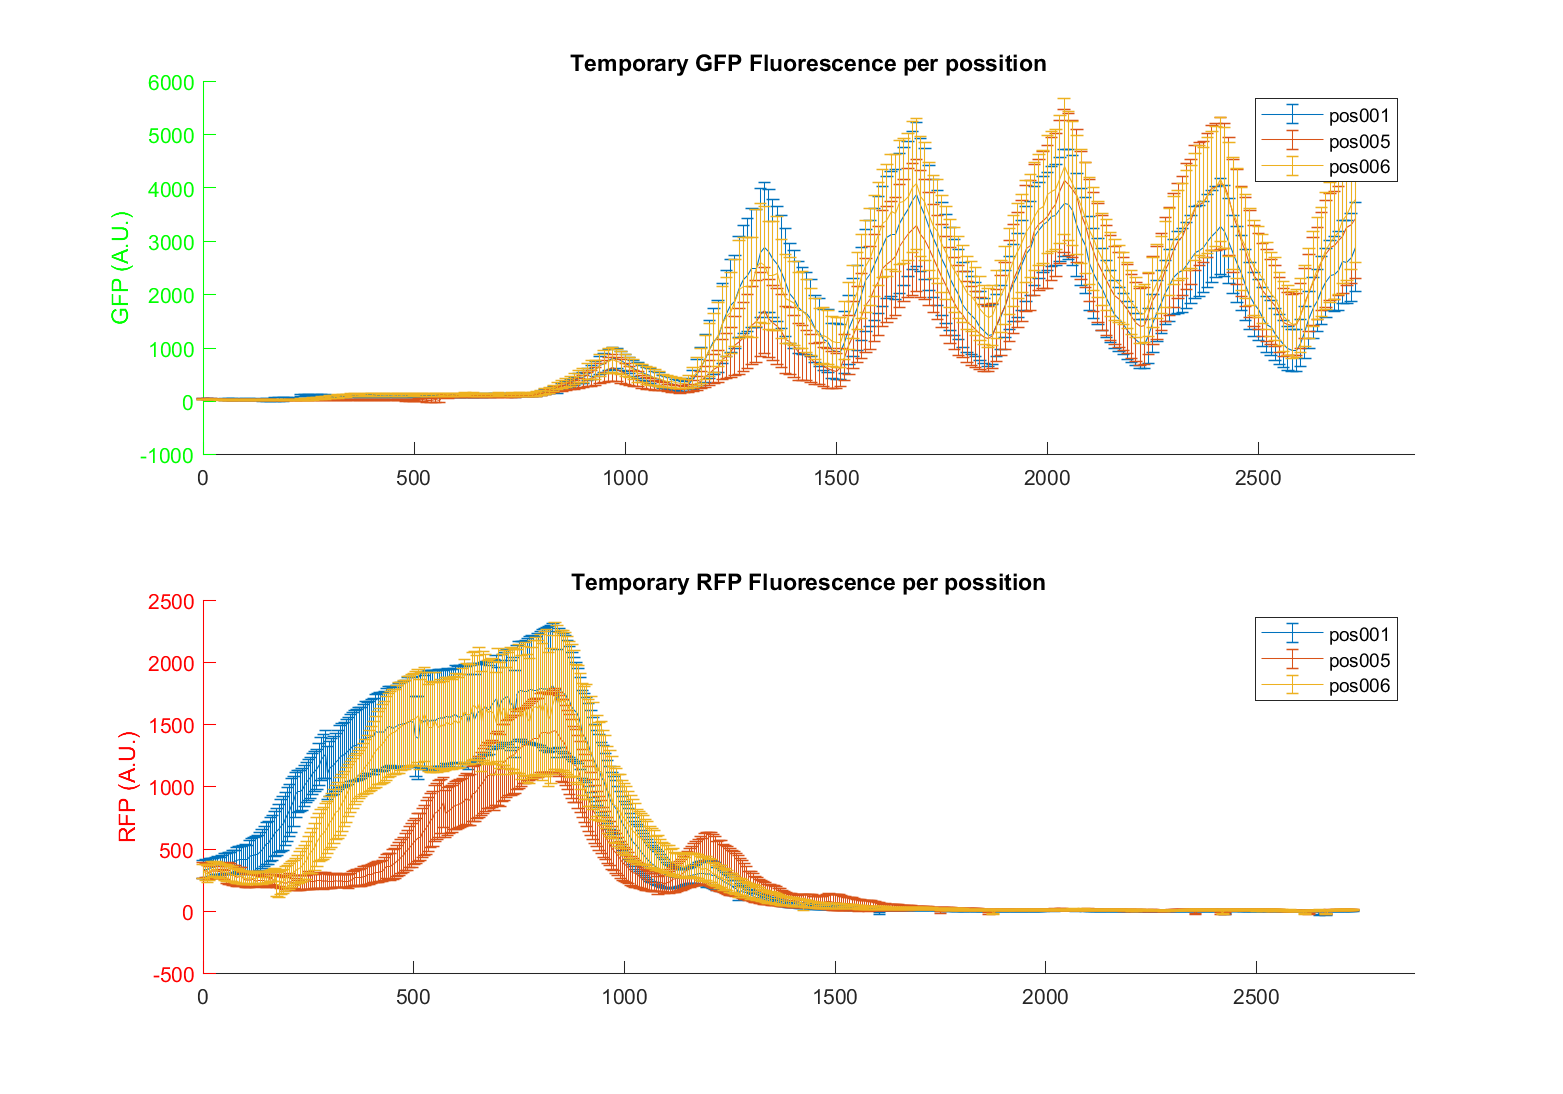 Temporary GFP Fluorescence per possition
6000
5000
4000
3000
2000
1000
0
-1000
GFP (A.U.)
0 500 1000 1500 2000 2500
pos001
pos005
pos006
Temporary RFP Fluorescence per possition
2500
2000
1500
1000
500
0
-500
RFP (A.U.)
0 500 1000 1500 2000 2500
pos001
pos005
pos006